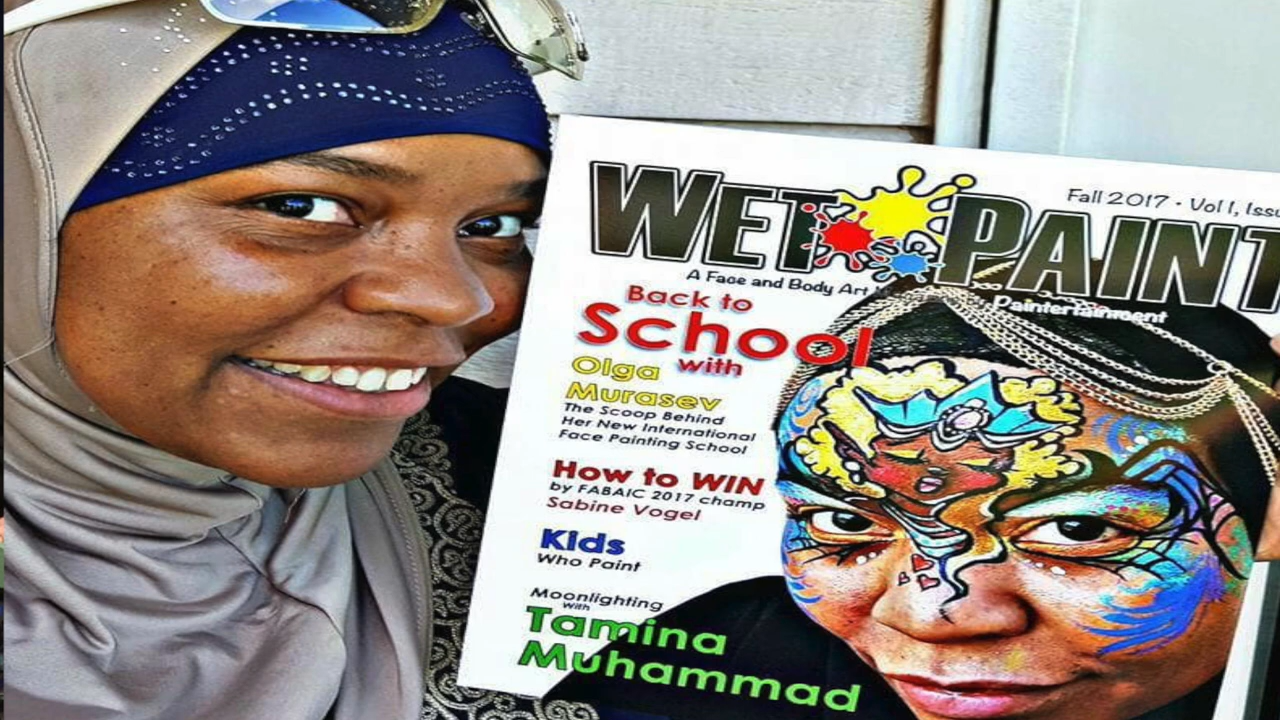 WET PAINT
Fall 2017 · Vol 1,
A Face and Body Art
Paintertainment
Back to
School
with
Olga
Murasev
The Scoop Behind
Her New International
Face Painting School
How to WIN
by FABAIC 2017 champ
Sabine Vogel
Kids
Who Paint
Moonlighting
with
Tamina
Muhammad